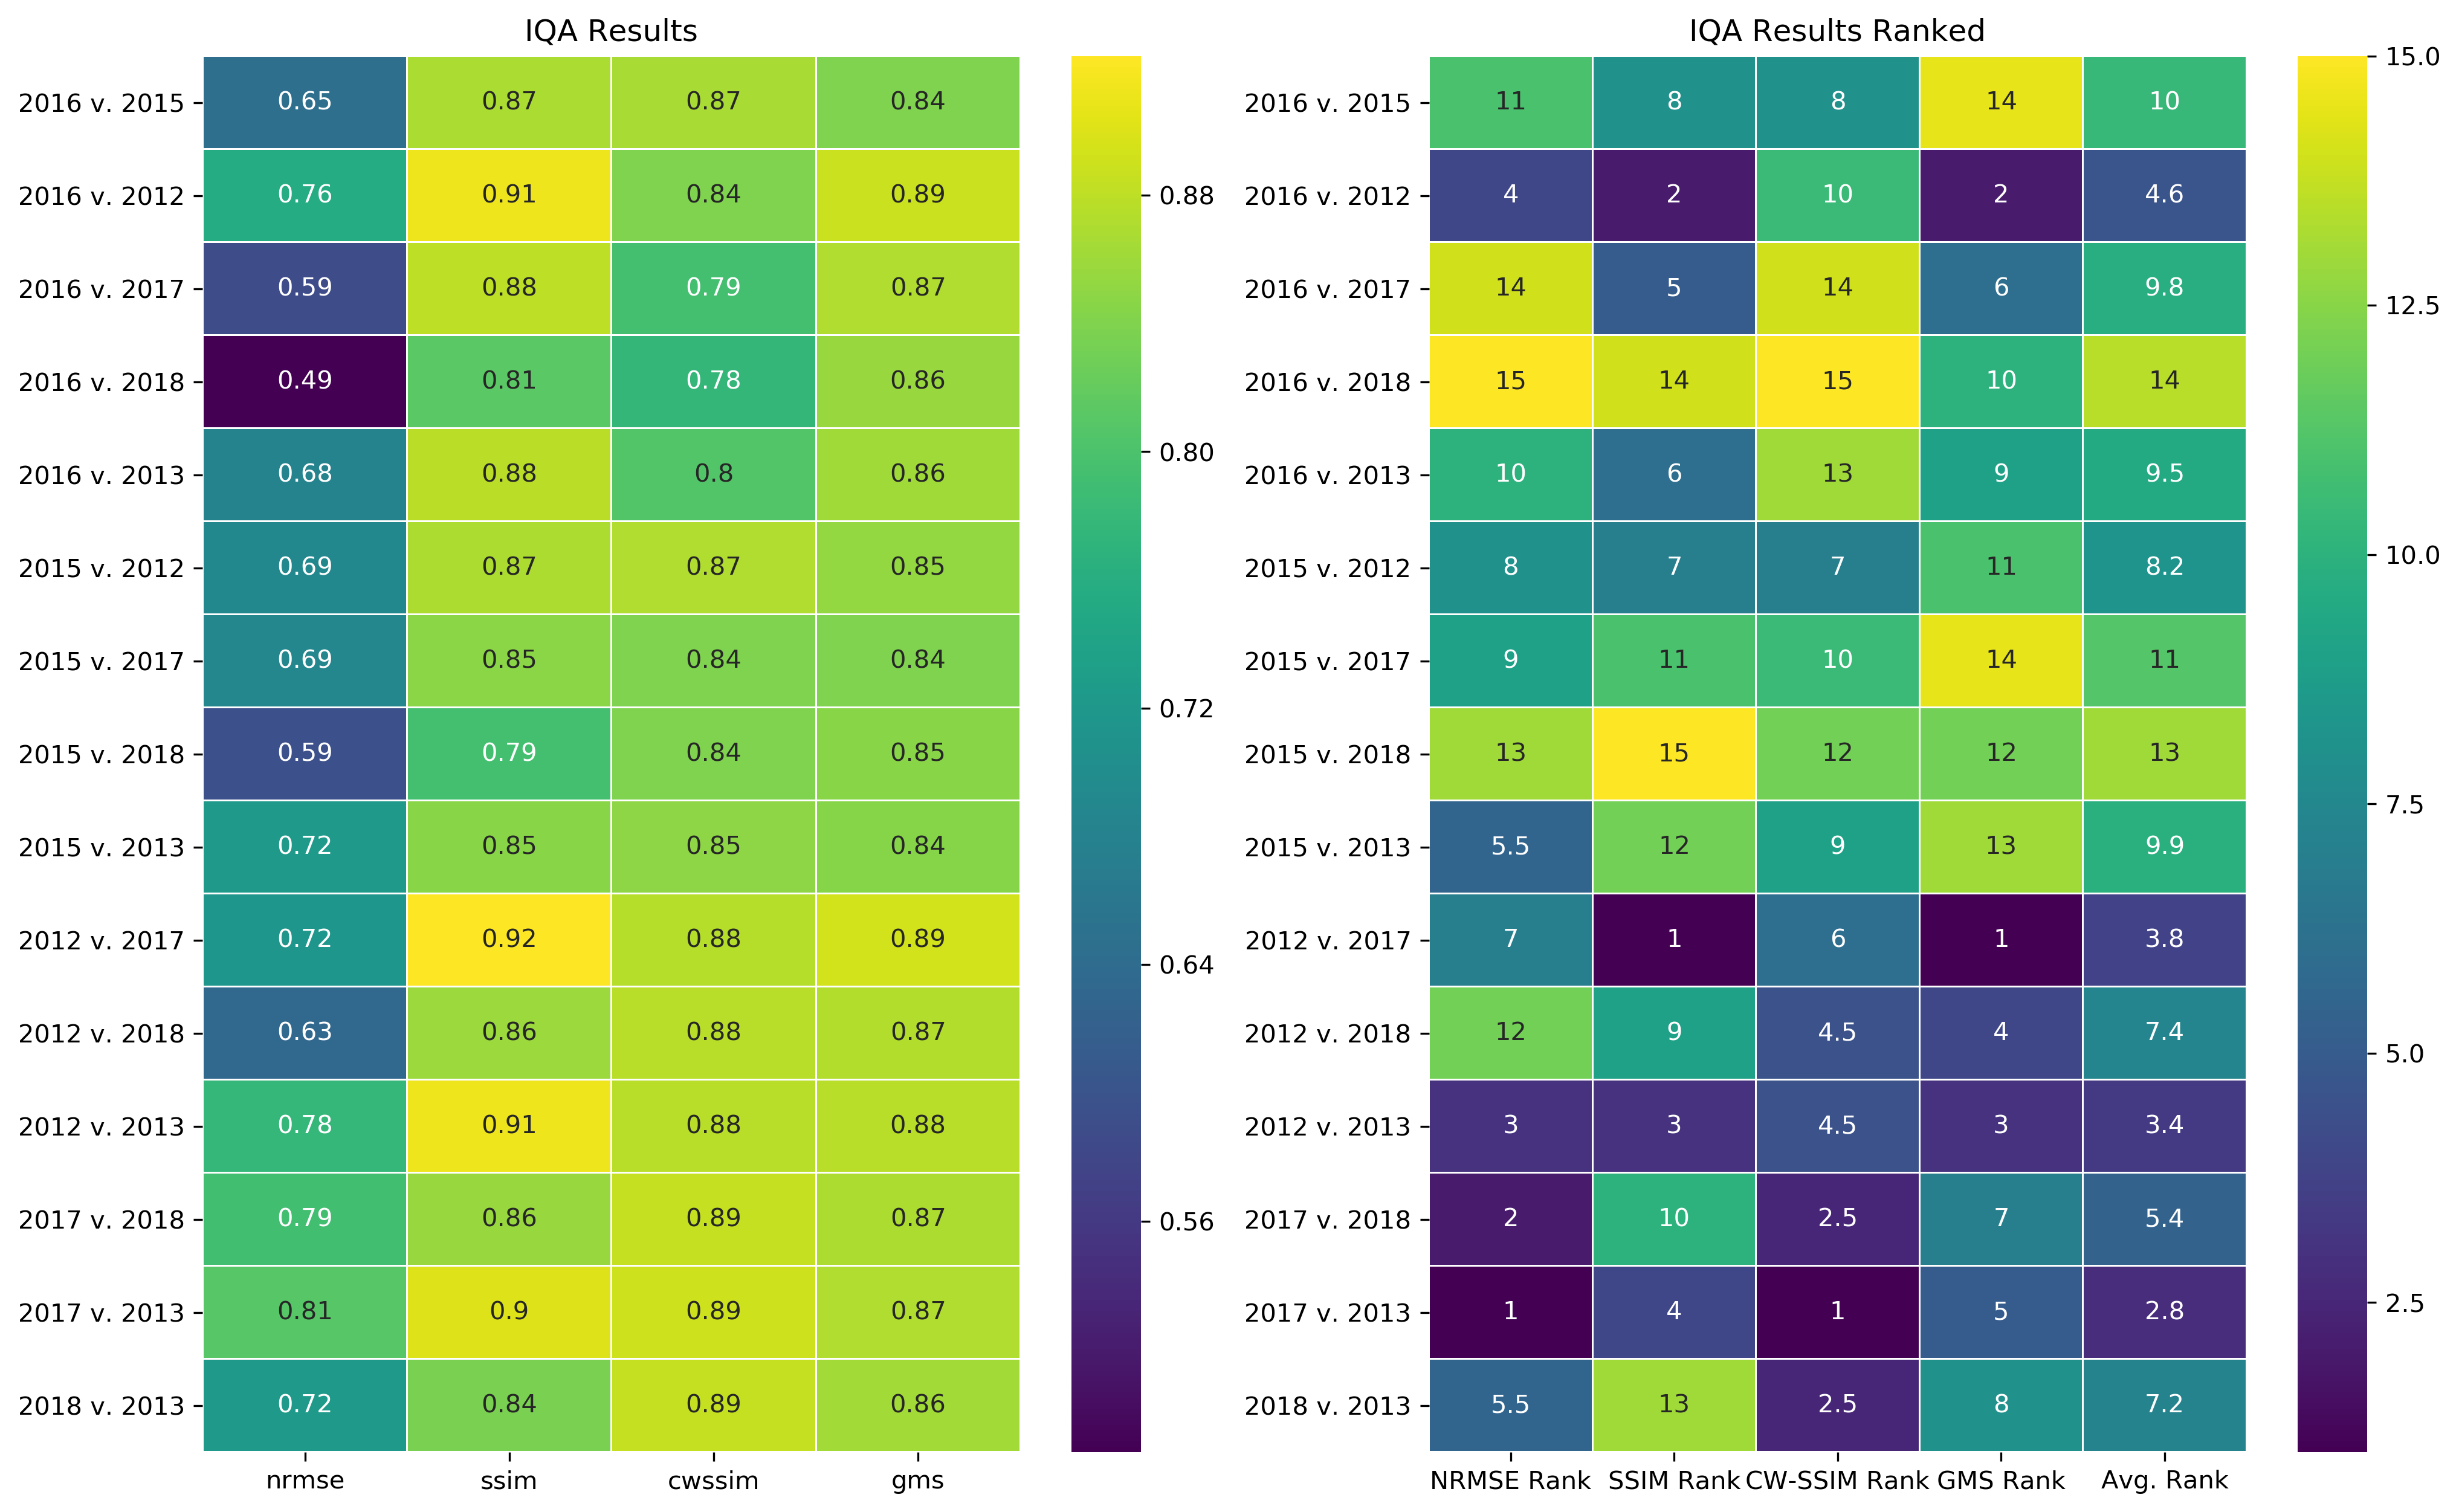 IQA Results
2016 v. 2015 0.65 0.87 0.87 0.84
2016 v. 2012 0.76 0.91 0.84 0.89
2016 v. 2017 0.59 0.88 0.79 0.87
2016 v. 2018 0.49 0.81 0.78 0.86
2016 v. 2013 0.68 0.88 0.8 0.86
2015 v. 2012 0.69 0.87 0.87 0.85
2015 v. 2017 0.69 0.85 0.84 0.84
2015 v. 2018 0.59 0.79 0.84 0.85
2015 v. 2013 0.72 0.85 0.85 0.84
2012 v. 2017 0.72 0.92 0.88 0.89
2012 v. 2018 0.63 0.86 0.88 0.87
2012 v. 2013 0.78 0.91 0.88 0.88
2017 v. 2018 0.79 0.86 0.89 0.87
2017 v. 2013 0.81 0.9 0.89 0.87
2018 v. 2013 0.72 0.84 0.89 0.86
nrmse ssim cwssim gms
0.88
0.80
0.72
0.64
0.56
IQA Results Ranked
2016 v. 2015 11 8 8 14 10
2016 v. 2012 4 2 10 2 4.6
2016 v. 2017 14 5 14 6 9.8
2016 v. 2018 15 14 15 10 14
2016 v. 2013 10 6 13 9 9.5
2015 v. 2012 8 7 7 11 8.2
2015 v. 2017 9 11 10 14 11
2015 v. 2018 13 15 12 12 13
2015 v. 2013 5.5 12 9 13 9.9
2012 v. 2017 7 1 6 1 3.8
2012 v. 2018 12 9 4.5 4 7.4
2012 v. 2013 3 3 4.5 3 3.4
2017 v. 2018 2 10 2.5 7 5.4
2017 v. 2013 1 4 1 5 2.8
2018 v. 2013 5.5 13 2.5 8 7.2
NRMSE Rank SSIM Rank CW-SSIM Rank GMS Rank Avg. Rank
15.0
12.5
10.0
7.5
5.0
2.5